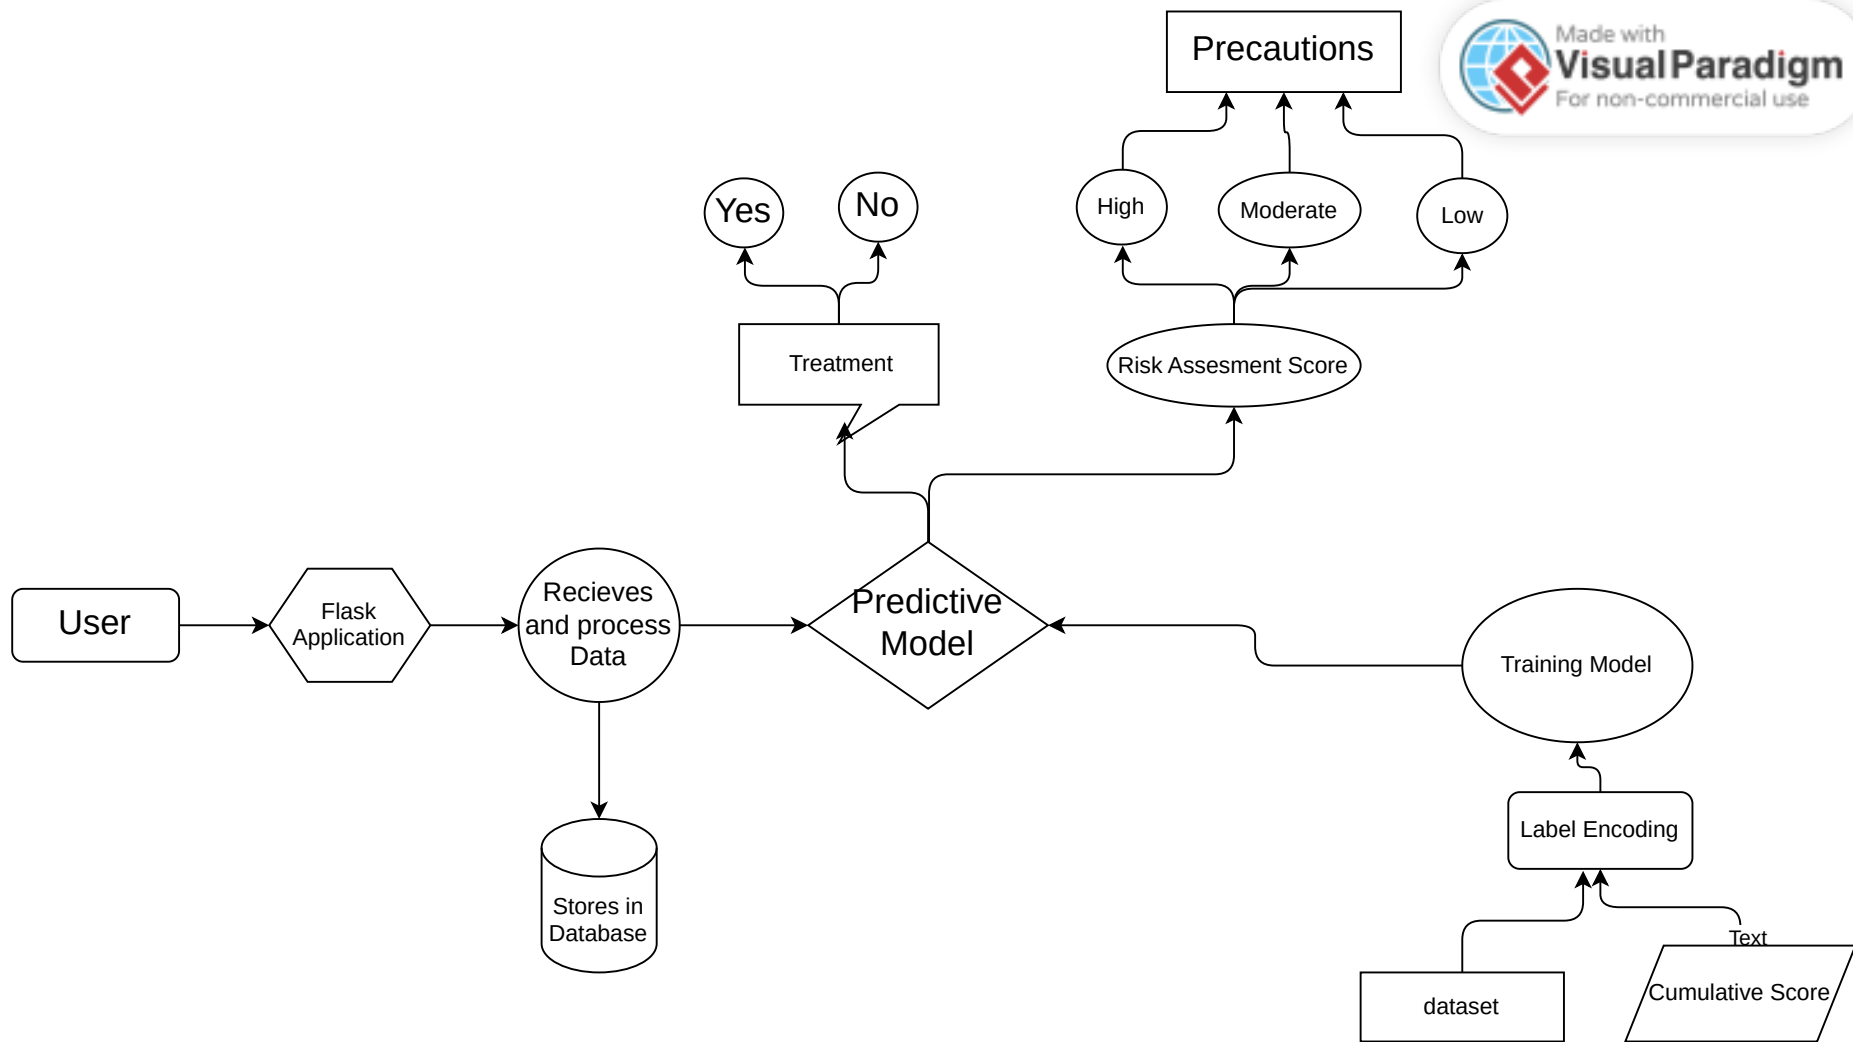 Precautions
Made with
Visual Paradigm
For non-commercial use
Yes
No
High
Moderate
Low
Treatment
Risk Assesment Score
User
Flask
Application
Recieves
and process
Data
Predictive
Model
Training Model
Label Encoding
Stores in
Database
Text
dataset
Cumulative Score